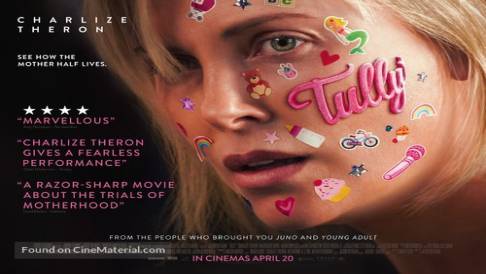 CHARLIZE
THERON
SEE HOW THE
MOTHER HALF LIVES.
★★★★
“MARVELLOUS”
“CHARLIZE THERON
GIVES A FEARLESS
PERFORMANCE”
“A RAZOR-SHARP MOVIE
ABOUT THE TRIALS OF
MOTHERHOOD”
Tully
FROM THE PEOPLE WHO BROUGHT YOU JUNO AND YOUNG ADULT
IN CINEMAS APRIL 20
Found on CineMaterial.com